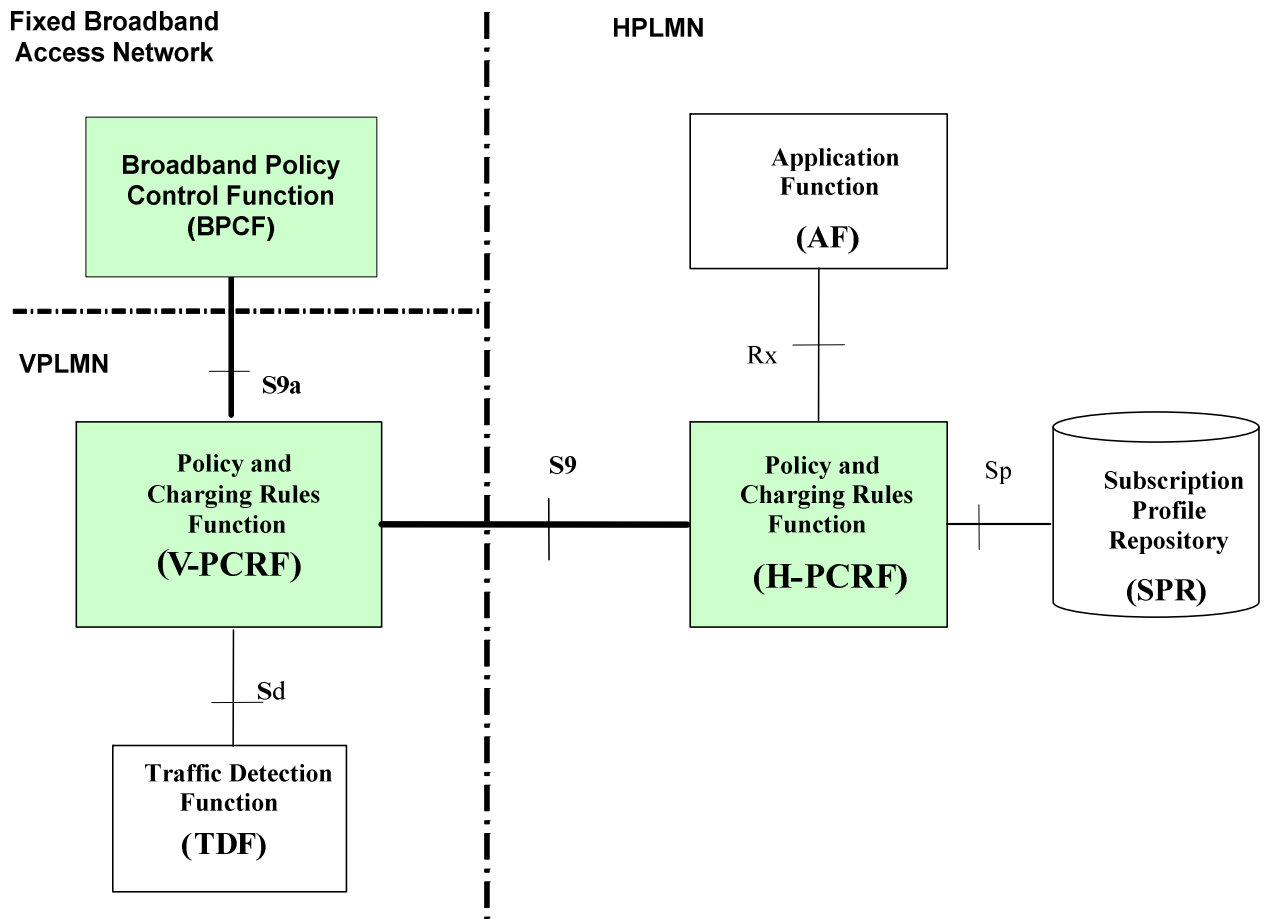 Fixed Broadband
Access Network
HPLMN
Broadband Policy
Control Function
(BPCF)
Application
Function
(AF)
VPLMN
S9a
Rx
Policy and
Charging Rules
Function
(V-PCRF)
S9
Policy and
Charging Rules
Function
(H-PCRF)
Sp
Subscription
Profile
Repository
(SPR)
Sd
Traffic Detection
Function
(TDF)